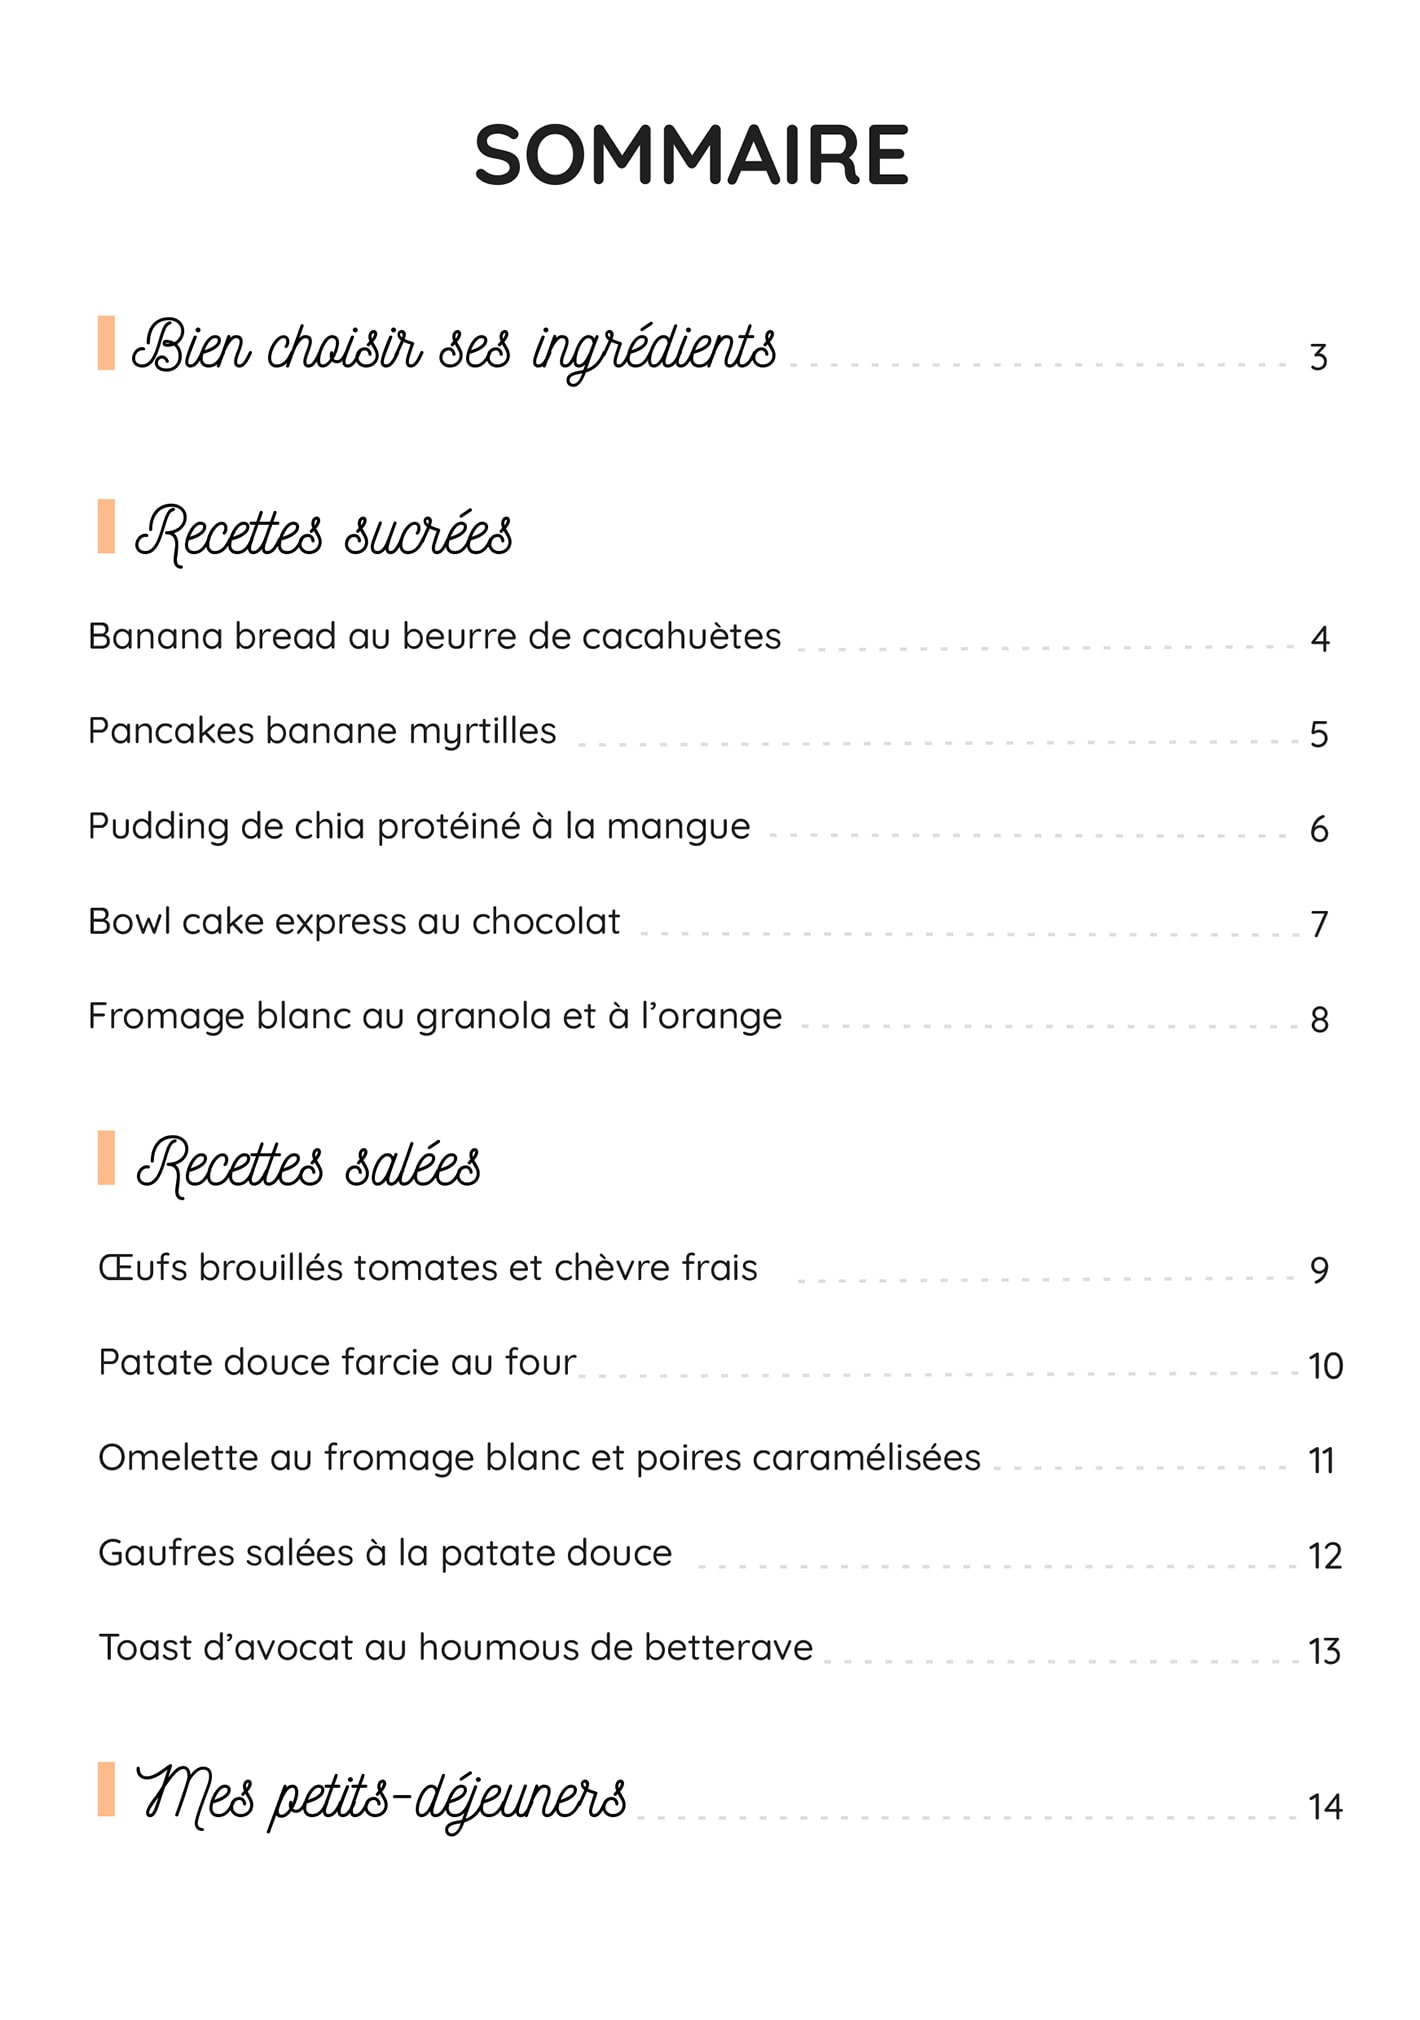 SOMMAIRE
Bien choisir ses ingrédients 3
Recettes sucrées
Banana bread au beurre de cacahuètes 4
Pancakes banane myrtilles 5
Pudding de chia protéiné à la mangue 6
Bowl cake express au chocolat 7
Fromage blanc au granola et à l’orange 8
Recettes salées
Œufs brouillés tomates et chèvre frais 9
Patate douce farcie au four 10
Omelette au fromage blanc et poires caramélisées 11
Gaufres salées à la patate douce 12
Toast d’avocat au houmous de betterave 13
Mes petits-déjeuners 14